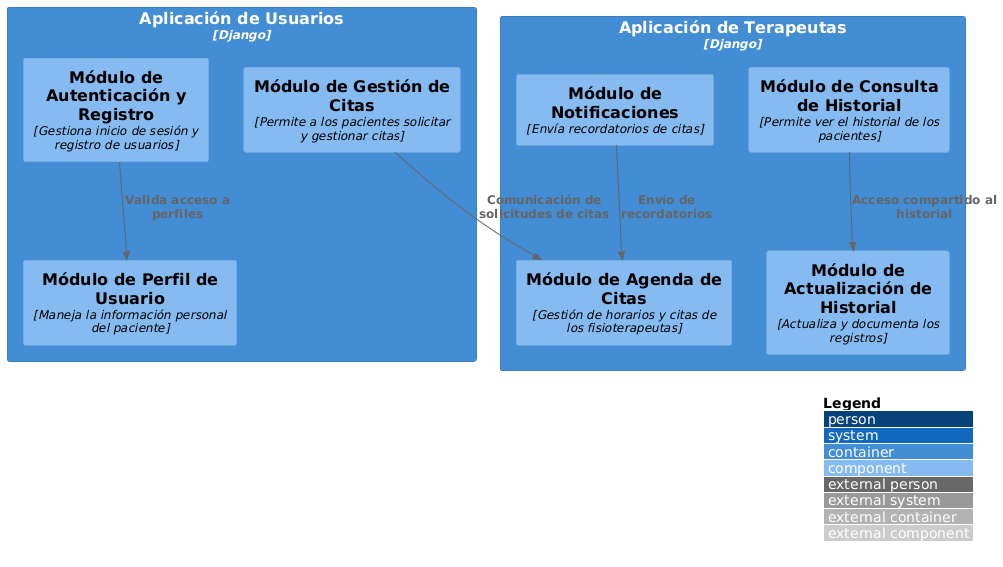 Aplicación de Usuarios
[Django]
Módulo de
Autenticación y
Registro
[Gestiona inicio de sesión y
registro de usuarios]
Módulo de Gestión de
Citas
[Permite a los pacientes solicitar
y gestionar citas]
Valida acceso a
perfiles
Módulo de Perfil de
Usuario
[Maneja la información personal
del paciente]
Comunicación de
solicitudes de citas
Aplicación de Terapeutas
[Django]
Módulo de
Notificaciones
[Envía recordatorios de citas]
Módulo de Consulta
de Historial
[Permite ver el historial de los
pacientes]
Envío de
recordatorios
Acceso compartido al
historial
Módulo de Agenda de
Citas
[Gestión de horarios y citas de
los fisioterapeutas]
Módulo de
Actualización de
Historial
[Actualiza y documenta los
registros]
Legend
person
system
container
component
external person
external system
external container
external component